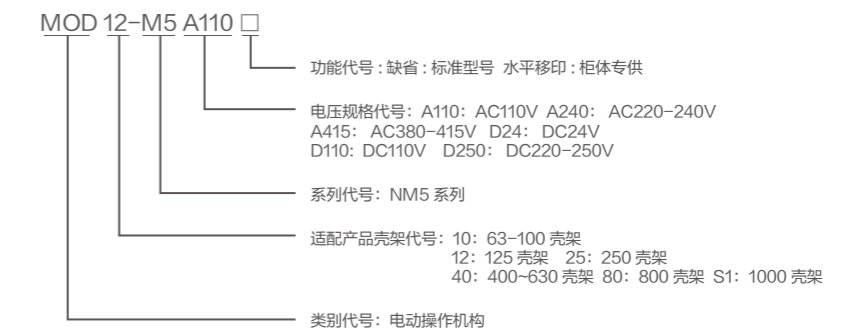 MOD 12-M5 A110 □
功能代号：缺省：标准型号 水平移印：柜体专供
电压规格代号：A110：AC110V A240：AC220-240V
A415：AC380-415V D24：DC24V
D110：DC110V D250：DC220-250V
系列代号：NM5 系列
适配产品壳架代号：10：63-100 壳架
12：125 壳架 25：250 壳架
40：400~630 壳架 80：800 壳架 S1：1000 壳架
类别代号：电动操作机构